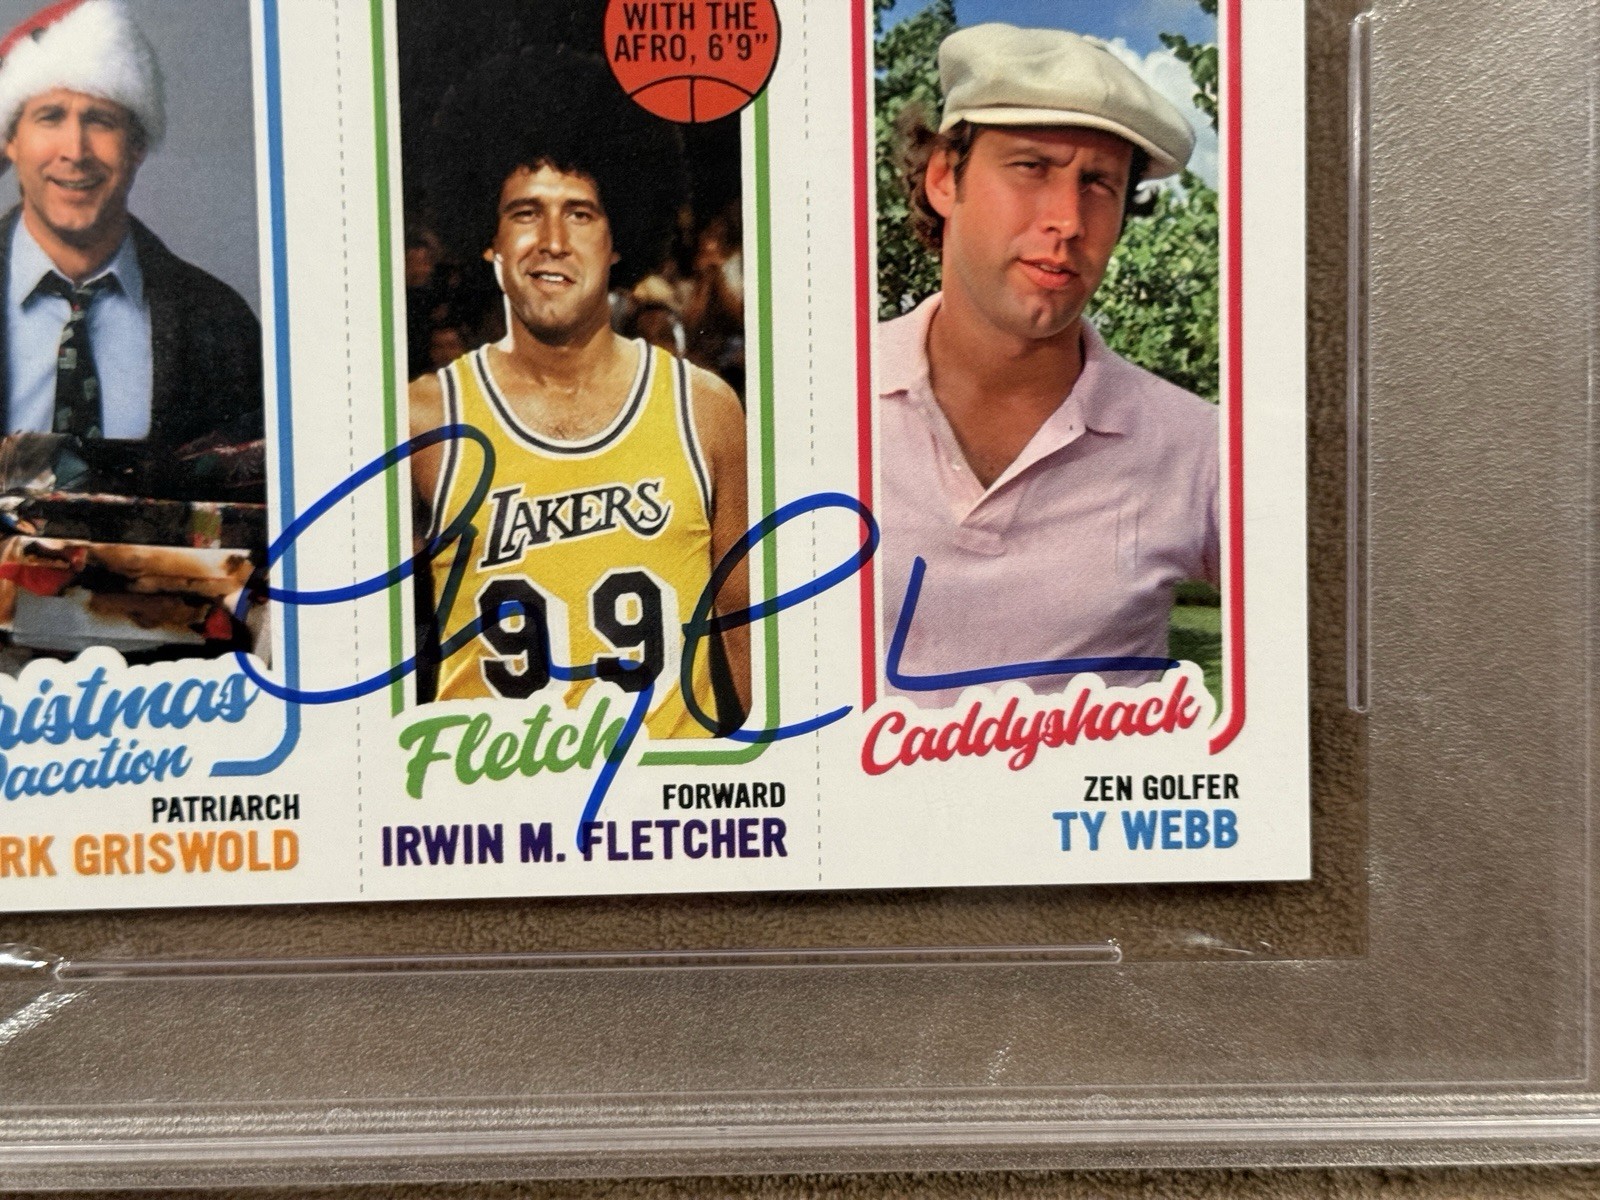 WITH THE
AFRO, 6'9"
LAKERS
99
ristmas
Vacation
PATRIARCH
RK GRISWOLD
Fletch
FORWARD
IRWIN M. FLETCHER
Caddyshack
ZEN GOLFER
TY WEBB